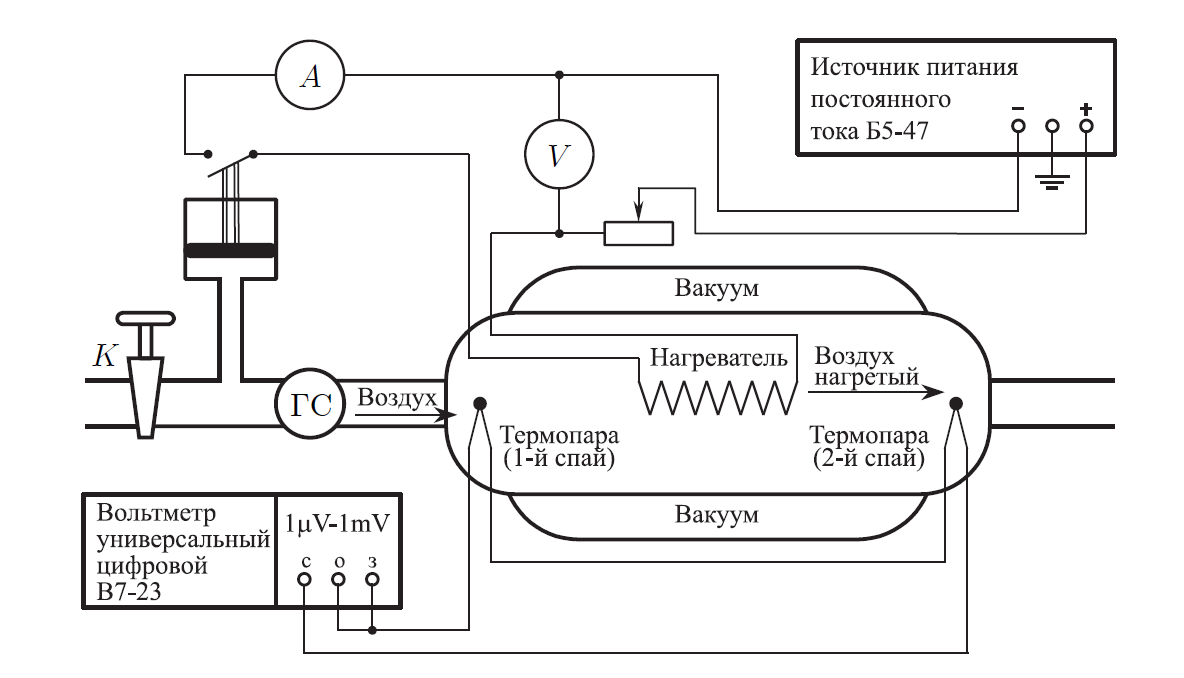 A
Источник питания
постоянного
тока Б5-47
− +
V
Вакуум
K
Нагреватель
Воздух
нагретый
ГС
Воздух
Термопара
(1-й спай)
Термопара
(2-й спай)
Вакуум
Вольтметр
универсальный
цифровой
В7-23
1μV-1mV
с о з